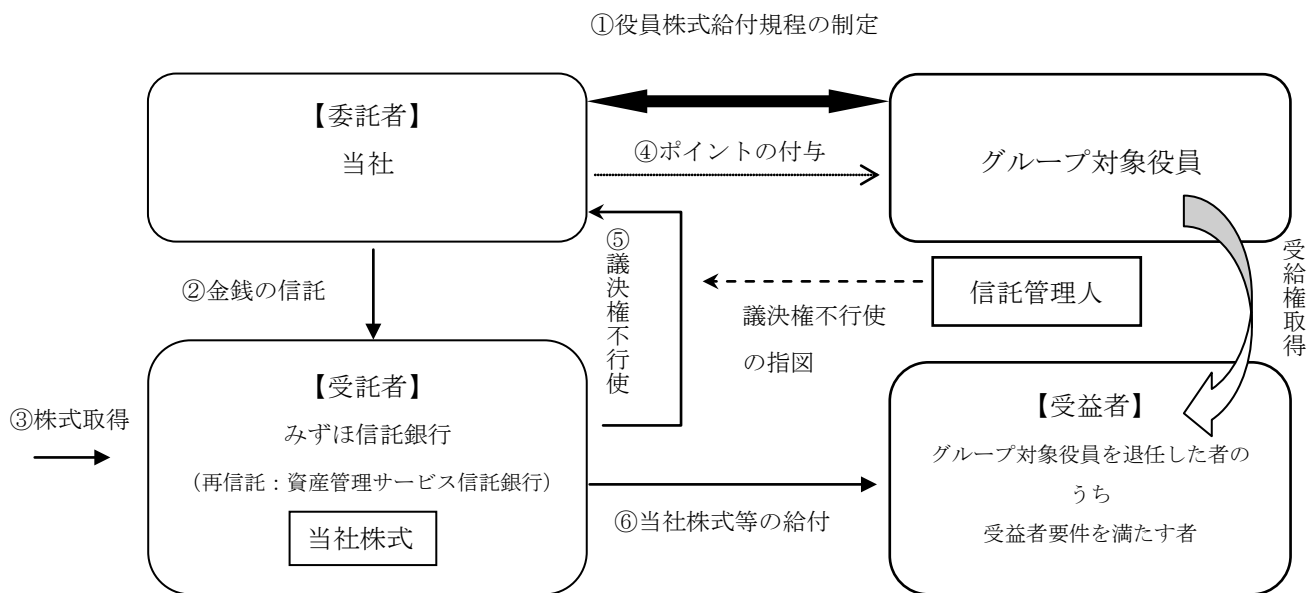 ①役員株式給付規程の制定
【委託者】
当社
④ポイントの付与
グループ対象役員
②金銭の信託
⑤議決権不行使
議決権不行使
の指図
信託管理人
受給権取得
③株式取得
【受託者】
みずほ信託銀行
（再信託：資産管理サービス信託銀行）
当社株式
⑥当社株式等の給付
【受益者】
グループ対象役員を退任した者の
うち
受益者要件を満たす者